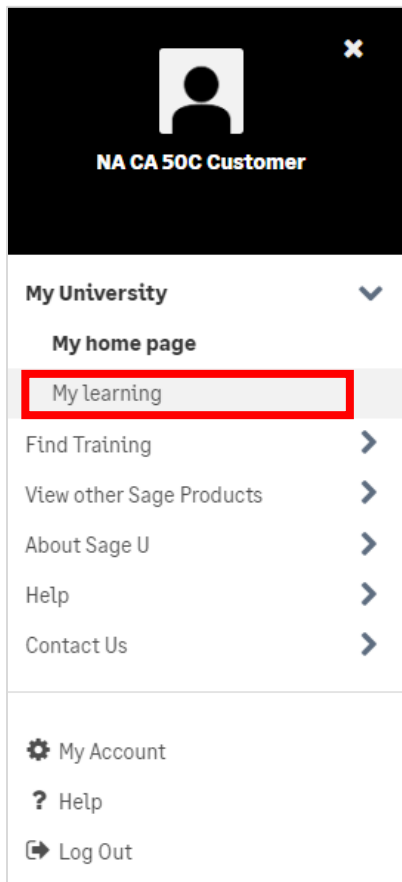 NA CA 50C Customer
My University
My home page
My learning
Find Training
View other Sage Products
About Sage U
Help
Contact Us
My Account
? Help
Log Out